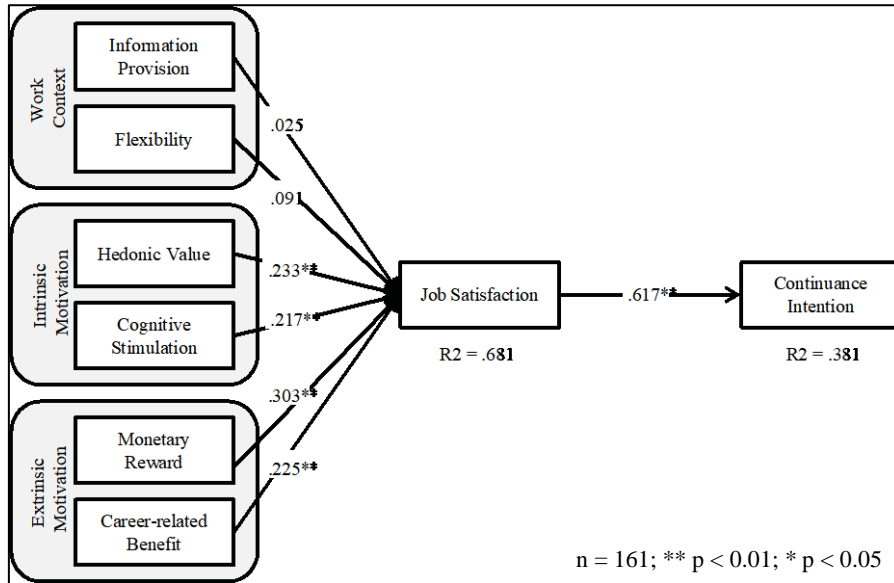 Work
Context
Information
Provision
Flexibility
.025
.091
Intrinsic
Motivation
Hedonic Value
Cognitive
Stimulation
.233**
.217**
Extrinsic
Motivation
Monetary
Reward
Career-related
Benefit
.303**
.225**
Job Satisfaction
R2 = .681
.617**
Continuance
Intention
R2 = .381
n = 161; ** p < 0.01; * p < 0.05